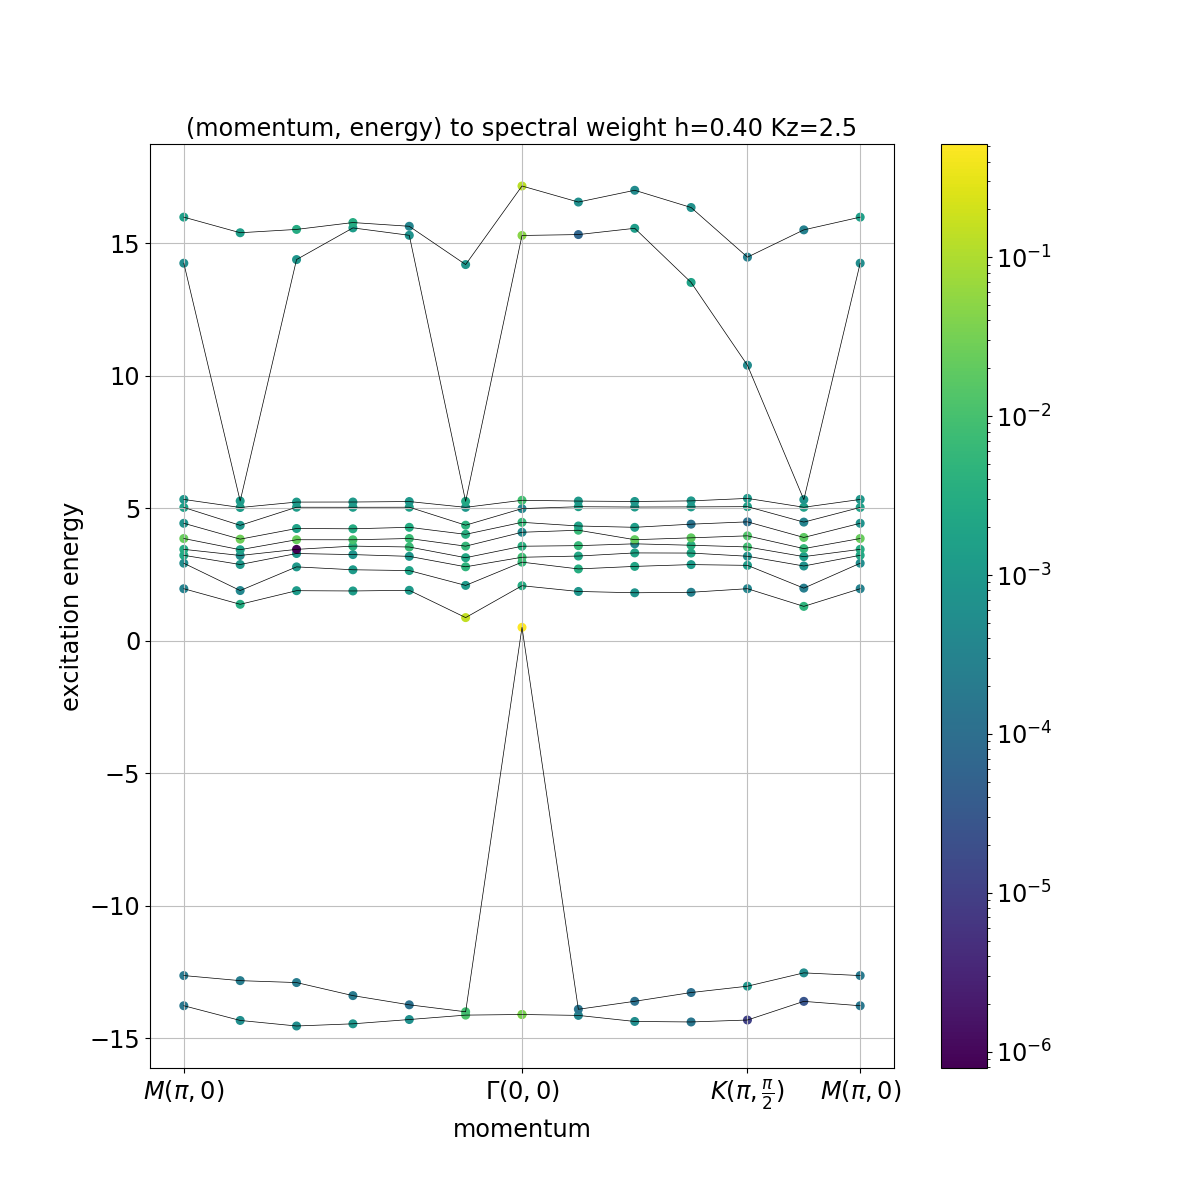 (momentum, energy) to spectral weight h=0.40 Kz=2.5
15
10
5
0
−5
−10
−15
excitation energy
M(π, 0)
Γ(0, 0)
K(π, π/2)
M(π, 0)
momentum
10⁻¹
10⁻²
10⁻³
10⁻⁴
10⁻⁵
10⁻⁶